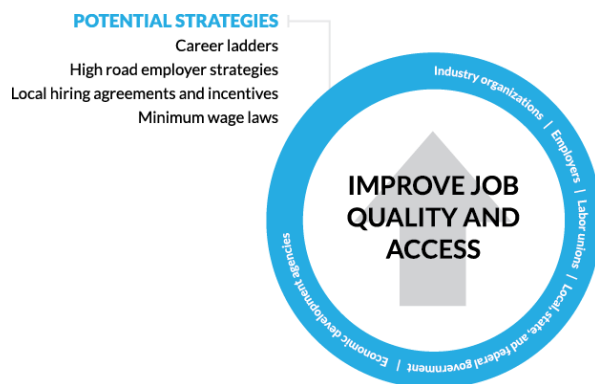 POTENTIAL STRATEGIES
Career ladders
High road employer strategies
Local hiring agreements and incentives
Minimum wage laws
IMPROVE JOB
QUALITY AND
ACCESS
Industry organizations | Employers | Labor unions | Local, state, and federal government | Economic development agencies